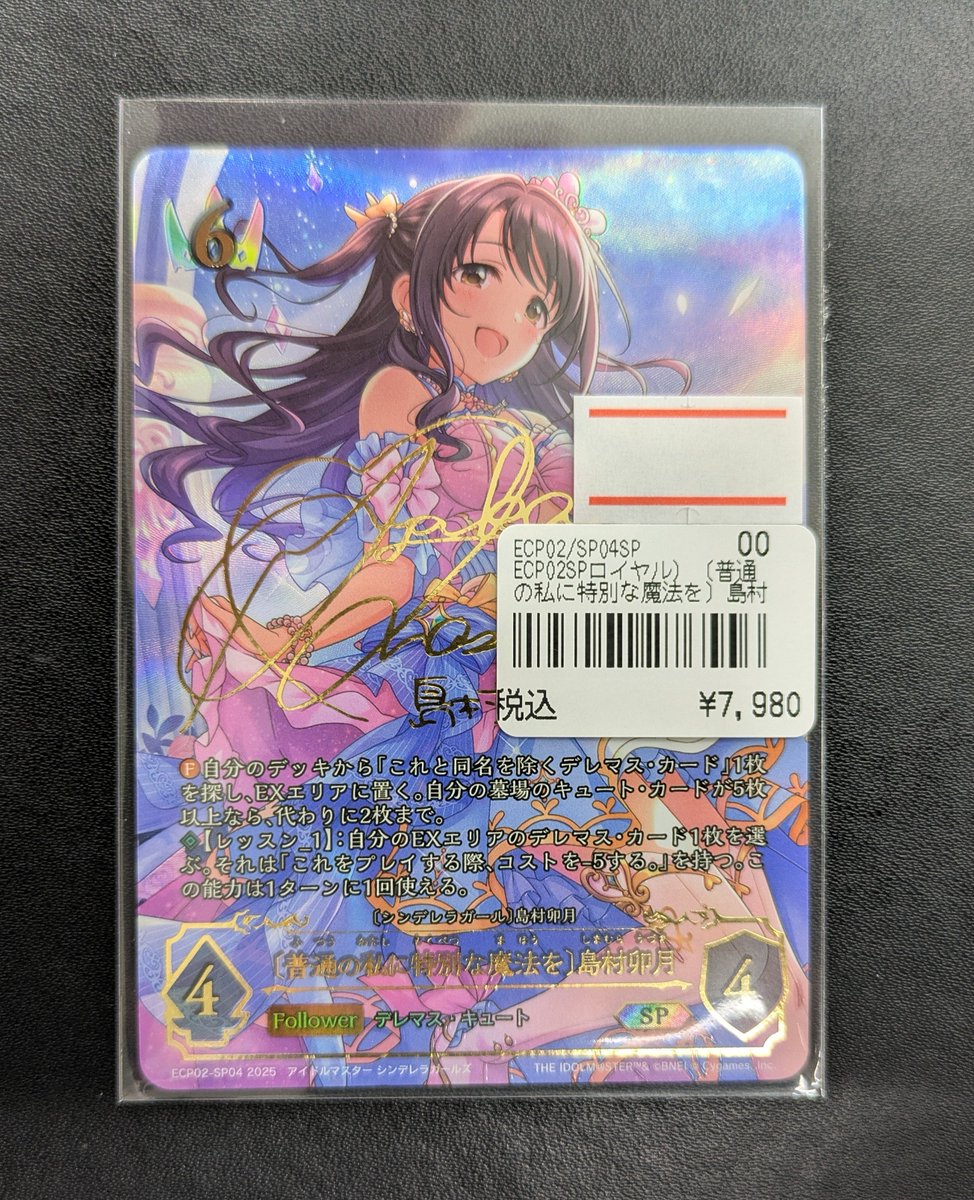 6
ECP02/SP04SP 00
ECP02SPロイヤル）〔普通
の私に特別な魔法を〕島村
税込 ¥7,980
F 自分のデッキから「これと同名を除くデレマス・カード」1枚
を探し、EXエリアに置く。自分の墓場のキュート・カードが5枚
以上なら、代わりに2枚まで。
【レッスン_1】:自分のEXエリアのデレマス・カード1枚を選
ぶ。それは「これをプレイする際、コストを-5する。」を持つ。こ
の能力は1ターンに1回使える。
〔シンデレラガール〕島村卯月
〔普通の私に特別な魔法を〕島村卯月
4
4
Follower デレマス・キュート SP
ECP02-SP04 2025 アイドルマスター シンデレラガールズ THE IDOLM@STER™& ©BNEI © Cygames, Inc.